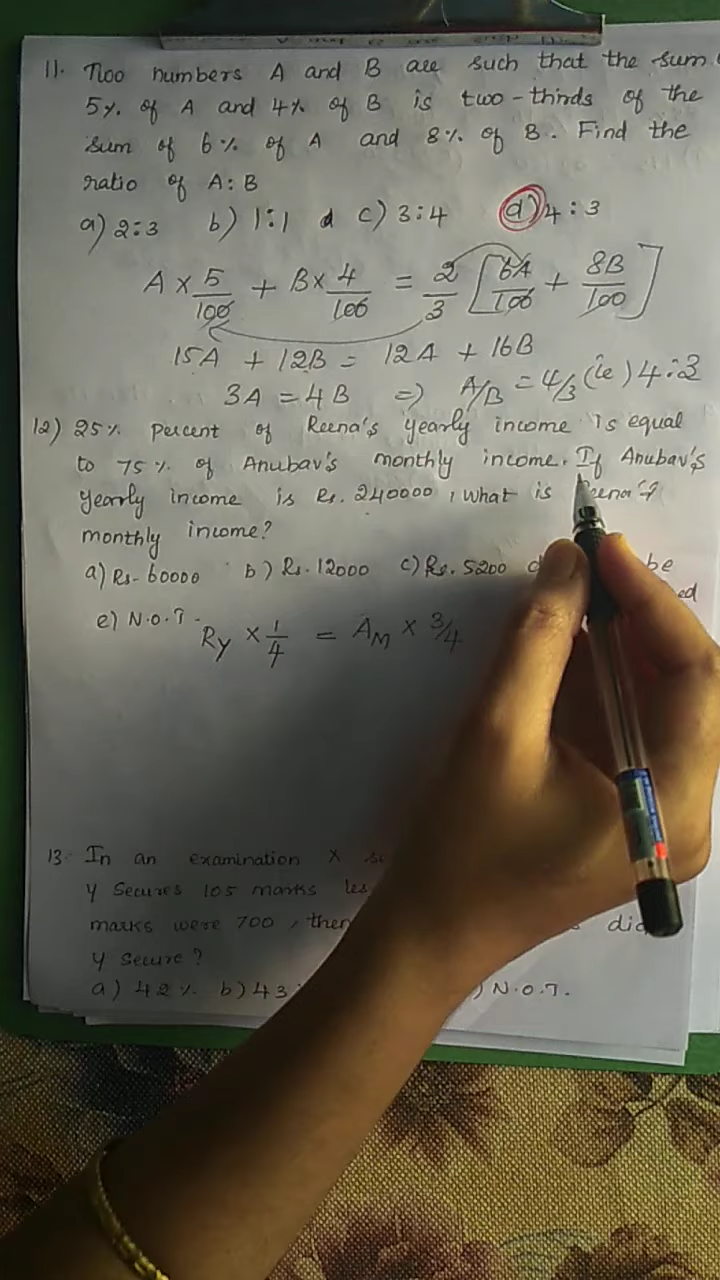 11. Two numbers A and B are such that the sum
5% of A and 4% of B is two-thirds of the
sum of 6% of A and 8% of B. Find the
ratio of A:B
a) 2:3 b) 1:1 c) 3:4 d) 4:3
A × 5/100 + B × 4/100 = 2/3 [6A/100 + 8B/100]
15A + 12B = 12A + 16B
3A = 4B => A/B = 4/3 (ie) 4:3
12) 25% percent of Reena's yearly income is equal
to 75% of Anubav's monthly income. If Anubav's
yearly income is Rs. 240000, What is Reena's
monthly income?
a) Rs. 60000 b) Rs. 12000 c) Rs. 5200 be
e) N.O.T.
Ry × 1/4 = AM × 3/4
13. In an examination X
Y Secures 105 marks
marks were 700, then
Y Secure?
a) 42% b) 43 N.O.T.